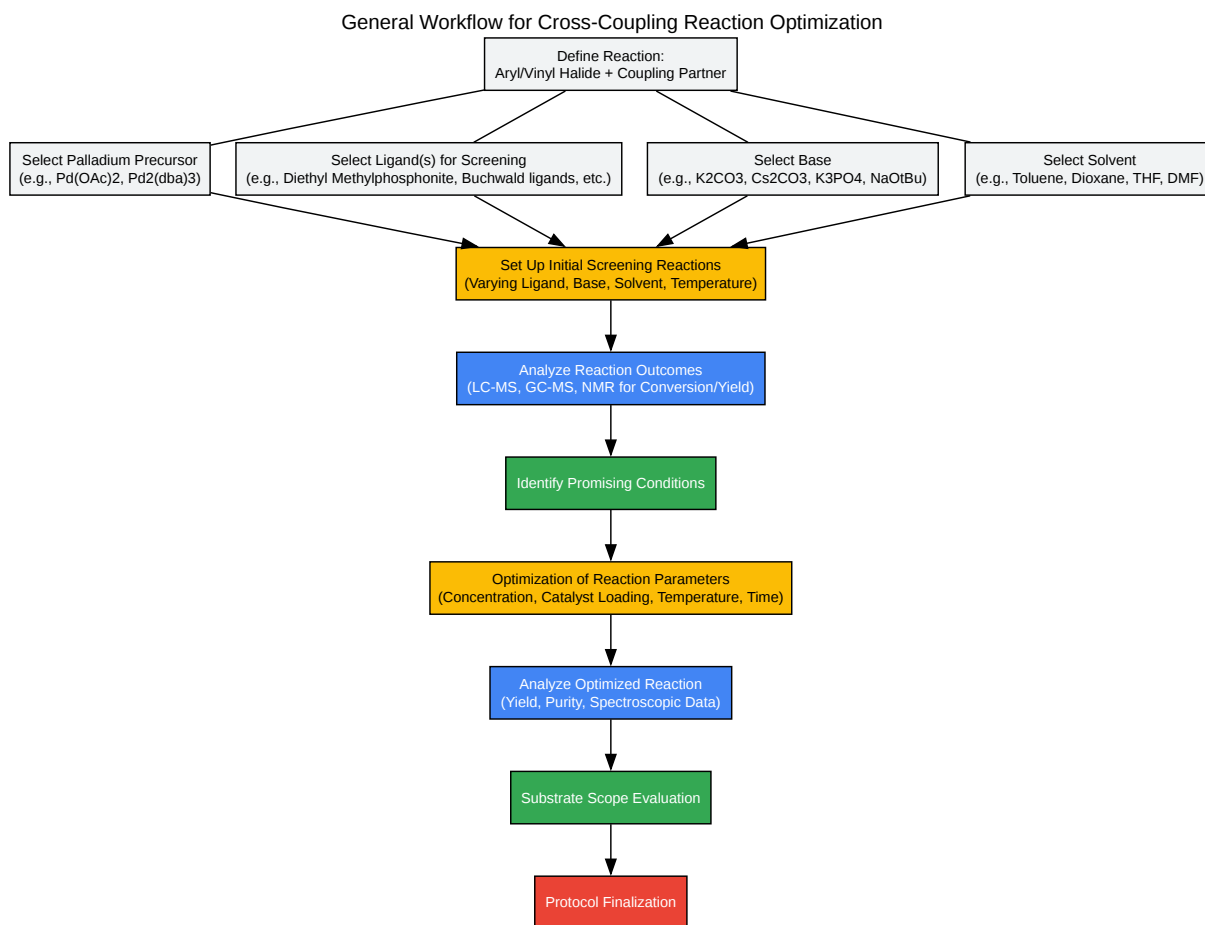 General Workflow for Cross-Coupling Reaction Optimization
Define Reaction:
Aryl/Vinyl Halide + Coupling Partner
Select Palladium Precursor
(e.g., Pd(OAc)2, Pd2(dba)3)
Select Ligand(s) for Screening
(e.g., Diethyl Methylphosphonite, Buchwald ligands, etc.)
Select Base
(e.g., K2CO3, Cs2CO3, K3PO4, NaOtBu)
Select Solvent
(e.g., Toluene, Dioxane, THF, DMF)
Set Up Initial Screening Reactions
(Varying Ligand, Base, Solvent, Temperature)
Analyze Reaction Outcomes
(LC-MS, GC-MS, NMR for Conversion/Yield)
Identify Promising Conditions
Optimization of Reaction Parameters
(Concentration, Catalyst Loading, Temperature, Time)
Analyze Optimized Reaction
(Yield, Purity, Spectroscopic Data)
Substrate Scope Evaluation
Protocol Finalization